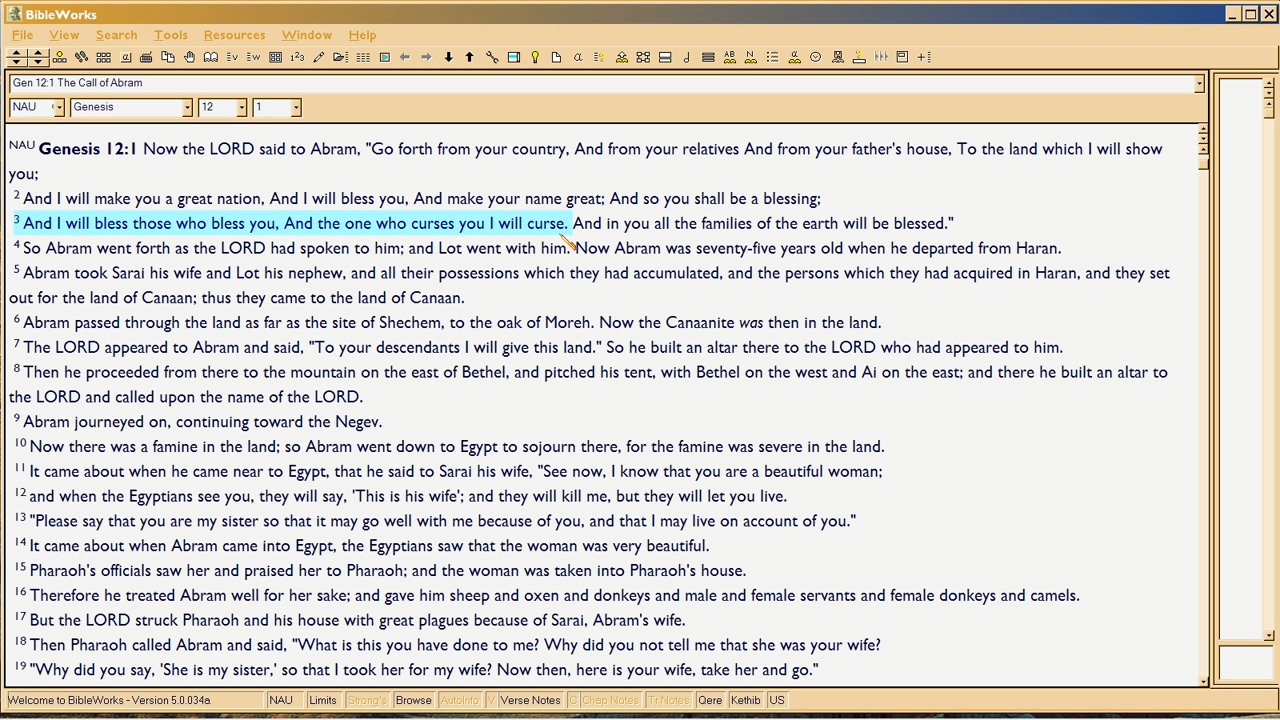 BibleWorks
File View Search Tools Resources Window Help
Gen 12:1 The Call of Abram
NAU Genesis 12 1
NAU Genesis 12:1 Now the LORD said to Abram, "Go forth from your country, And from your relatives And from your father's house, To the land which I will show
you;
2 And I will make you a great nation, And I will bless you, And make your name great; And so you shall be a blessing;
3 And I will bless those who bless you, And the one who curses you I will curse. And in you all the families of the earth will be blessed."
4 So Abram went forth as the LORD had spoken to him; and Lot went with him. Now Abram was seventy-five years old when he departed from Haran.
5 Abram took Sarai his wife and Lot his nephew, and all their possessions which they had accumulated, and the persons which they had acquired in Haran, and they set
out for the land of Canaan; thus they came to the land of Canaan.
6 Abram passed through the land as far as the site of Shechem, to the oak of Moreh. Now the Canaanite was then in the land.
7 The LORD appeared to Abram and said, "To your descendants I will give this land." So he built an altar there to the LORD who had appeared to him.
8 Then he proceeded from there to the mountain on the east of Bethel, and pitched his tent, with Bethel on the west and Ai on the east; and there he built an altar to
the LORD and called upon the name of the LORD.
9 Abram journeyed on, continuing toward the Negev.
10 Now there was a famine in the land; so Abram went down to Egypt to sojourn there, for the famine was severe in the land.
11 It came about when he came near to Egypt, that he said to Sarai his wife, "See now, I know that you are a beautiful woman;
12 and when the Egyptians see you, they will say, 'This is his wife'; and they will kill me, but they will let you live.
13 "Please say that you are my sister so that it may go well with me because of you, and that I may live on account of you."
14 It came about when Abram came into Egypt, the Egyptians saw that the woman was very beautiful.
15 Pharaoh's officials saw her and praised her to Pharaoh; and the woman was taken into Pharaoh's house.
16 Therefore he treated Abram well for her sake; and gave him sheep and oxen and donkeys and male and female servants and female donkeys and camels.
17 But the LORD struck Pharaoh and his house with great plagues because of Sarai, Abram's wife.
18 Then Pharaoh called Abram and said, "What is this you have done to me? Why did you not tell me that she was your wife?
19 "Why did you say, 'She is my sister,' so that I took her for my wife? Now then, here is your wife, take her and go."
Welcome to BibleWorks - Version 5.0.034a NAU Limits Strong's Browse AutoInfo V Verse Notes C Chap Notes Tr Notes Qere Kethib US